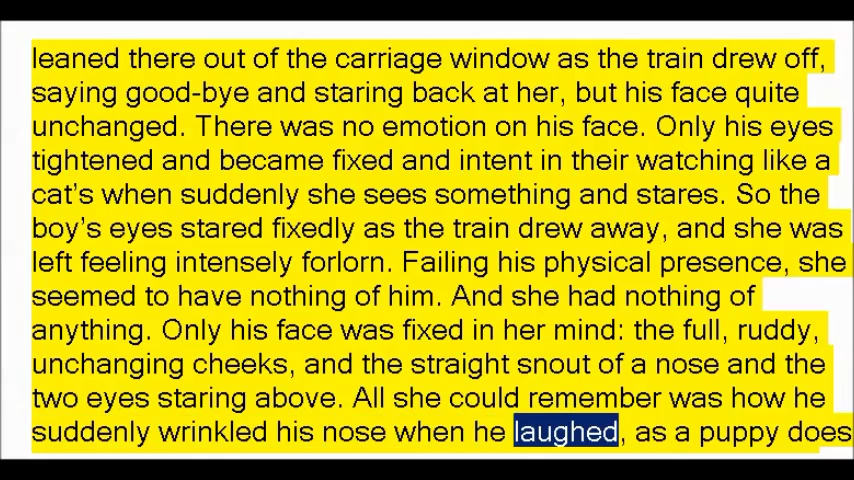 leaned there out of the carriage window as the train drew off,
saying good-bye and staring back at her, but his face quite
unchanged. There was no emotion on his face. Only his eyes
tightened and became fixed and intent in their watching like a
cat's when suddenly she sees something and stares. So the
boy's eyes stared fixedly as the train drew away, and she was
left feeling intensely forlorn. Failing his physical presence, she
seemed to have nothing of him. And she had nothing of
anything. Only his face was fixed in her mind: the full, ruddy,
unchanging cheeks, and the straight snout of a nose and the
two eyes staring above. All she could remember was how he
suddenly wrinkled his nose when he laughed, as a puppy does